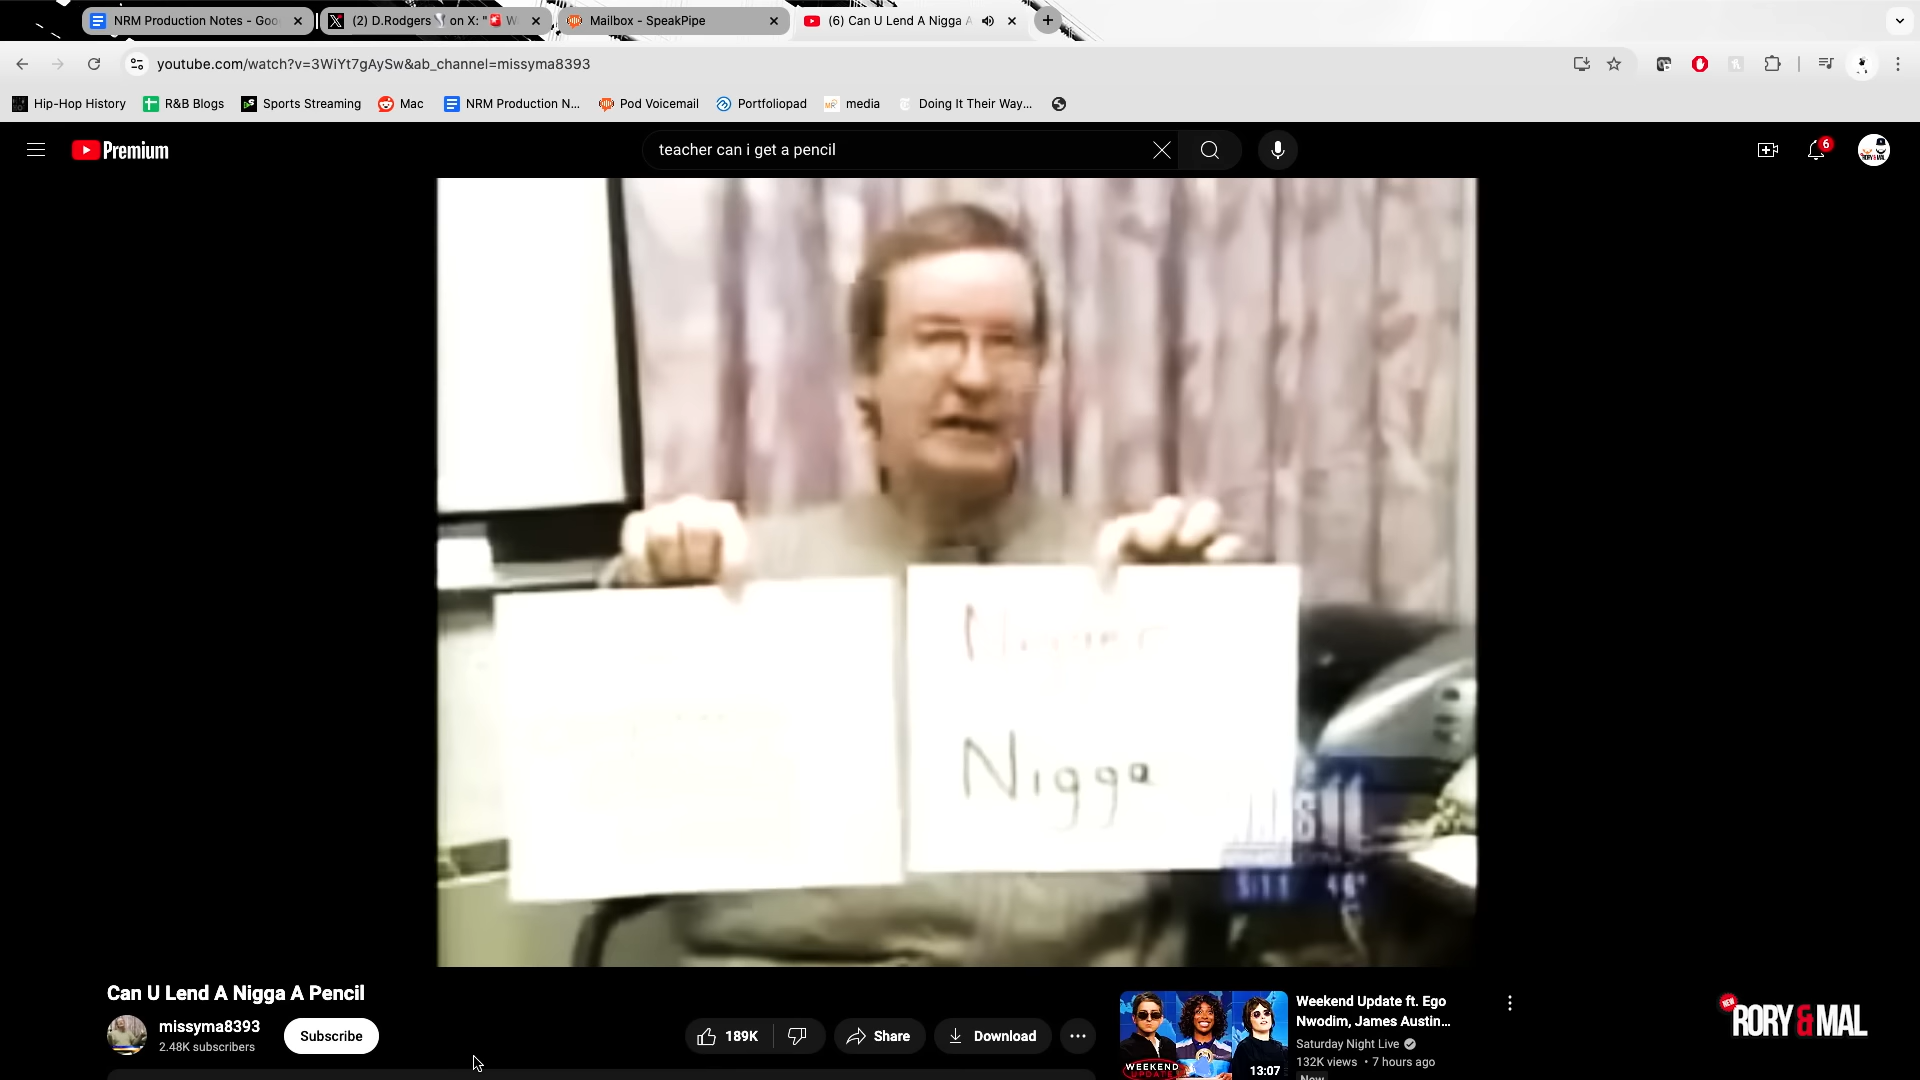 NRM Production Notes - Goo
(2) D.Rodgers on X: "🚨 W
Mailbox - SpeakPipe
(6) Can U Lend A Nigga A
youtube.com/watch?v=3WiYt7gAySw&ab_channel=missyma8393
Hip-Hop History
R&B Blogs
Sports Streaming
Mac
NRM Production N...
Pod Voicemail
Portfoliopad
media
Doing It Their Way...
Premium
teacher can i get a pencil
6
Nigga
Can U Lend A Nigga A Pencil
missyma8393
2.48K subscribers
Subscribe
189K
Share
Download
WEEKEND
UPDATE
13:07
Weekend Update ft. Ego
Nwodim, James Austin...
Saturday Night Live
132K views • 7 hours ago
New
NEW
RORY & MAL